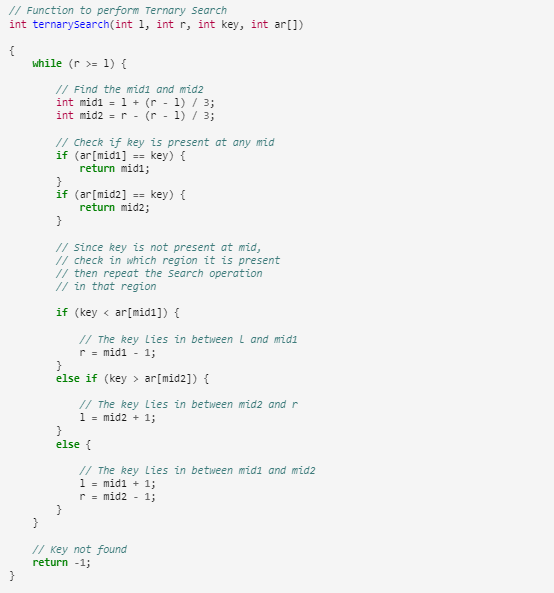 // Function to perform Ternary Search
int ternarySearch(int l, int r, int key, int ar[])
{
while (r >= l) {
// Find the mid1 and mid2
int mid1 = l + (r - l) / 3;
int mid2 = r - (r - l) / 3;
// Check if key is present at any mid
if (ar[mid1] == key) {
return mid1;
}
if (ar[mid2] == key) {
return mid2;
}
// Since key is not present at mid,
// check in which region it is present
// then repeat the Search operation
// in that region
if (key < ar[mid1]) {
// The key lies in between l and mid1
r = mid1 - 1;
}
else if (key > ar[mid2]) {
// The key lies in between mid2 and r
l = mid2 + 1;
}
else {
// The key lies in between mid1 and mid2
l = mid1 + 1;
r = mid2 - 1;
}
}
// Key not found
return -1;
}